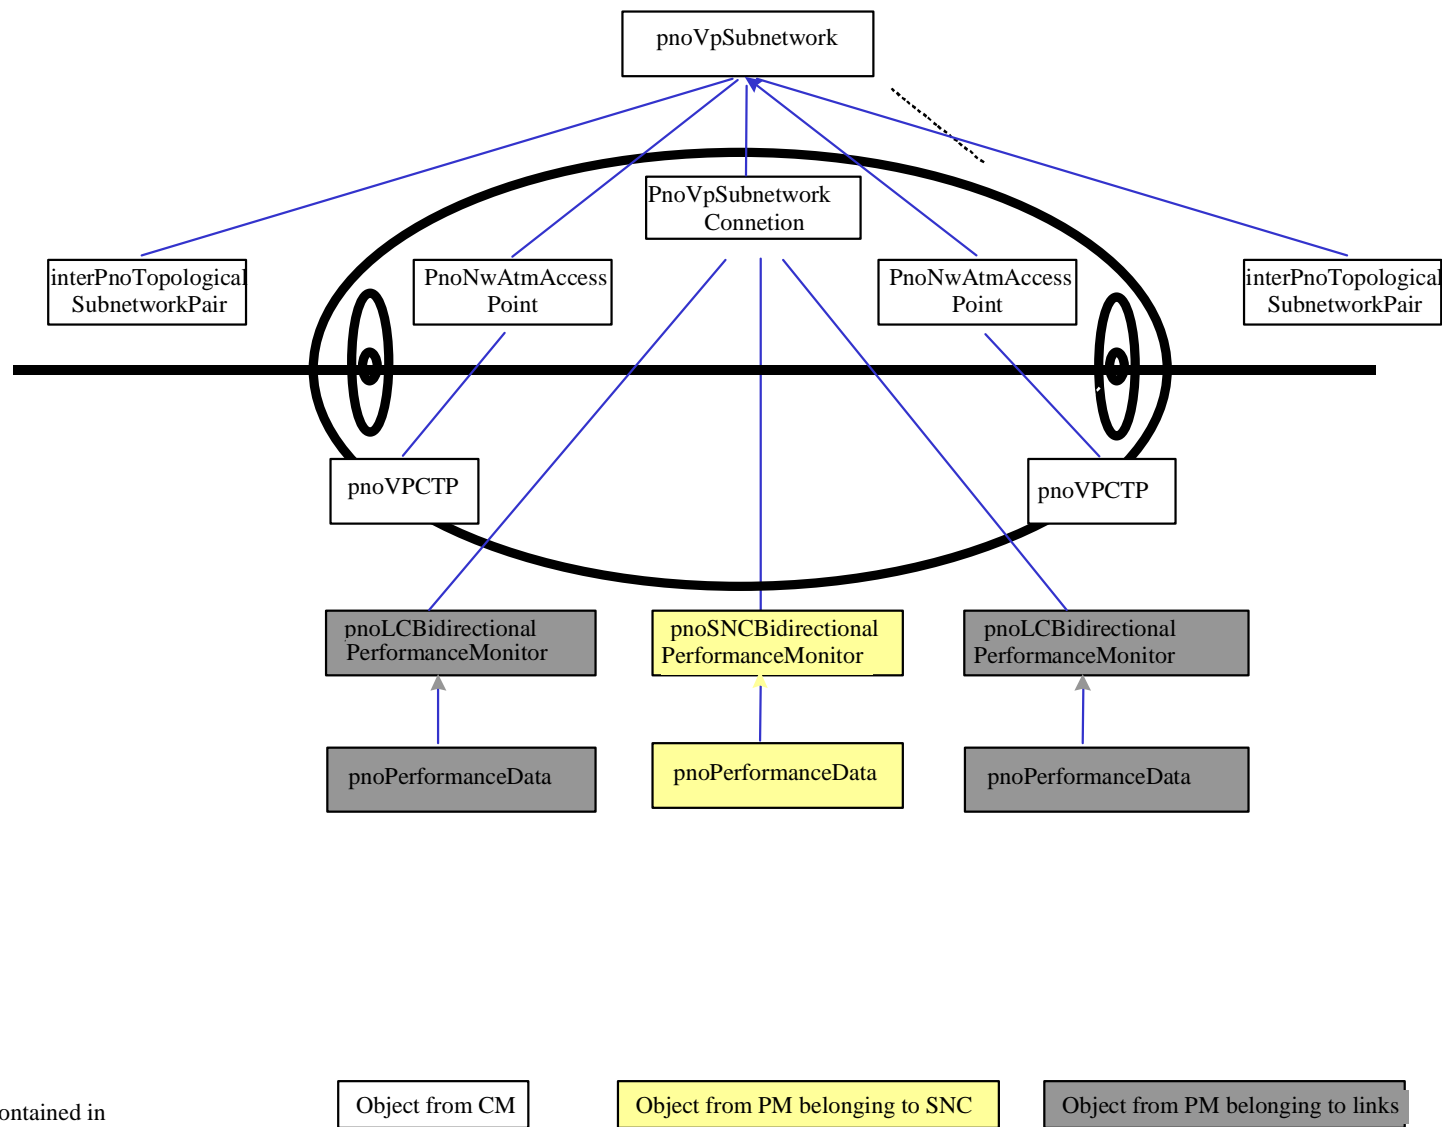 pnoVpSubnetwork
PnoVpSubnetwork
Connetion
interPnoTopological
SubnetworkPair
PnoNwAtmAccess
Point
PnoNwAtmAccess
Point
interPnoTopological
SubnetworkPair
pnoVPCTP
pnoVPCTP
pnoLCBidirectional
PerformanceMonitor
pnoSNCBidirectional
PerformanceMonitor
pnoLCBidirectional
PerformanceMonitor
pnoPerformanceData
pnoPerformanceData
pnoPerformanceData
ontained in
Object from CM
Object from PM belonging to SNC
Object from PM belonging to links